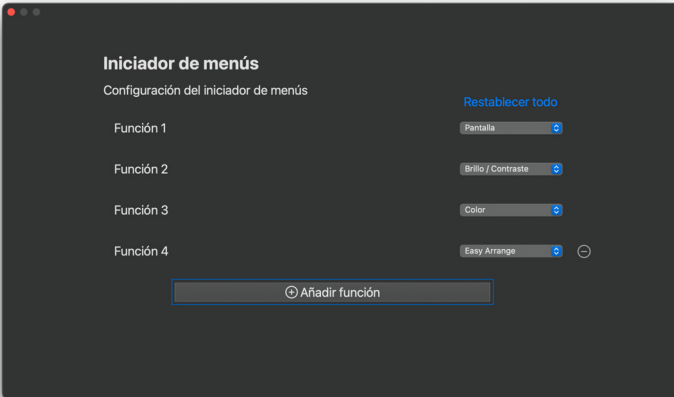 Iniciador de menús
Configuración del iniciador de menús
Restablecer todo
Función 1
Pantalla
Función 2
Brillo / Contraste
Función 3
Color
Función 4
Easy Arrange
Añadir función